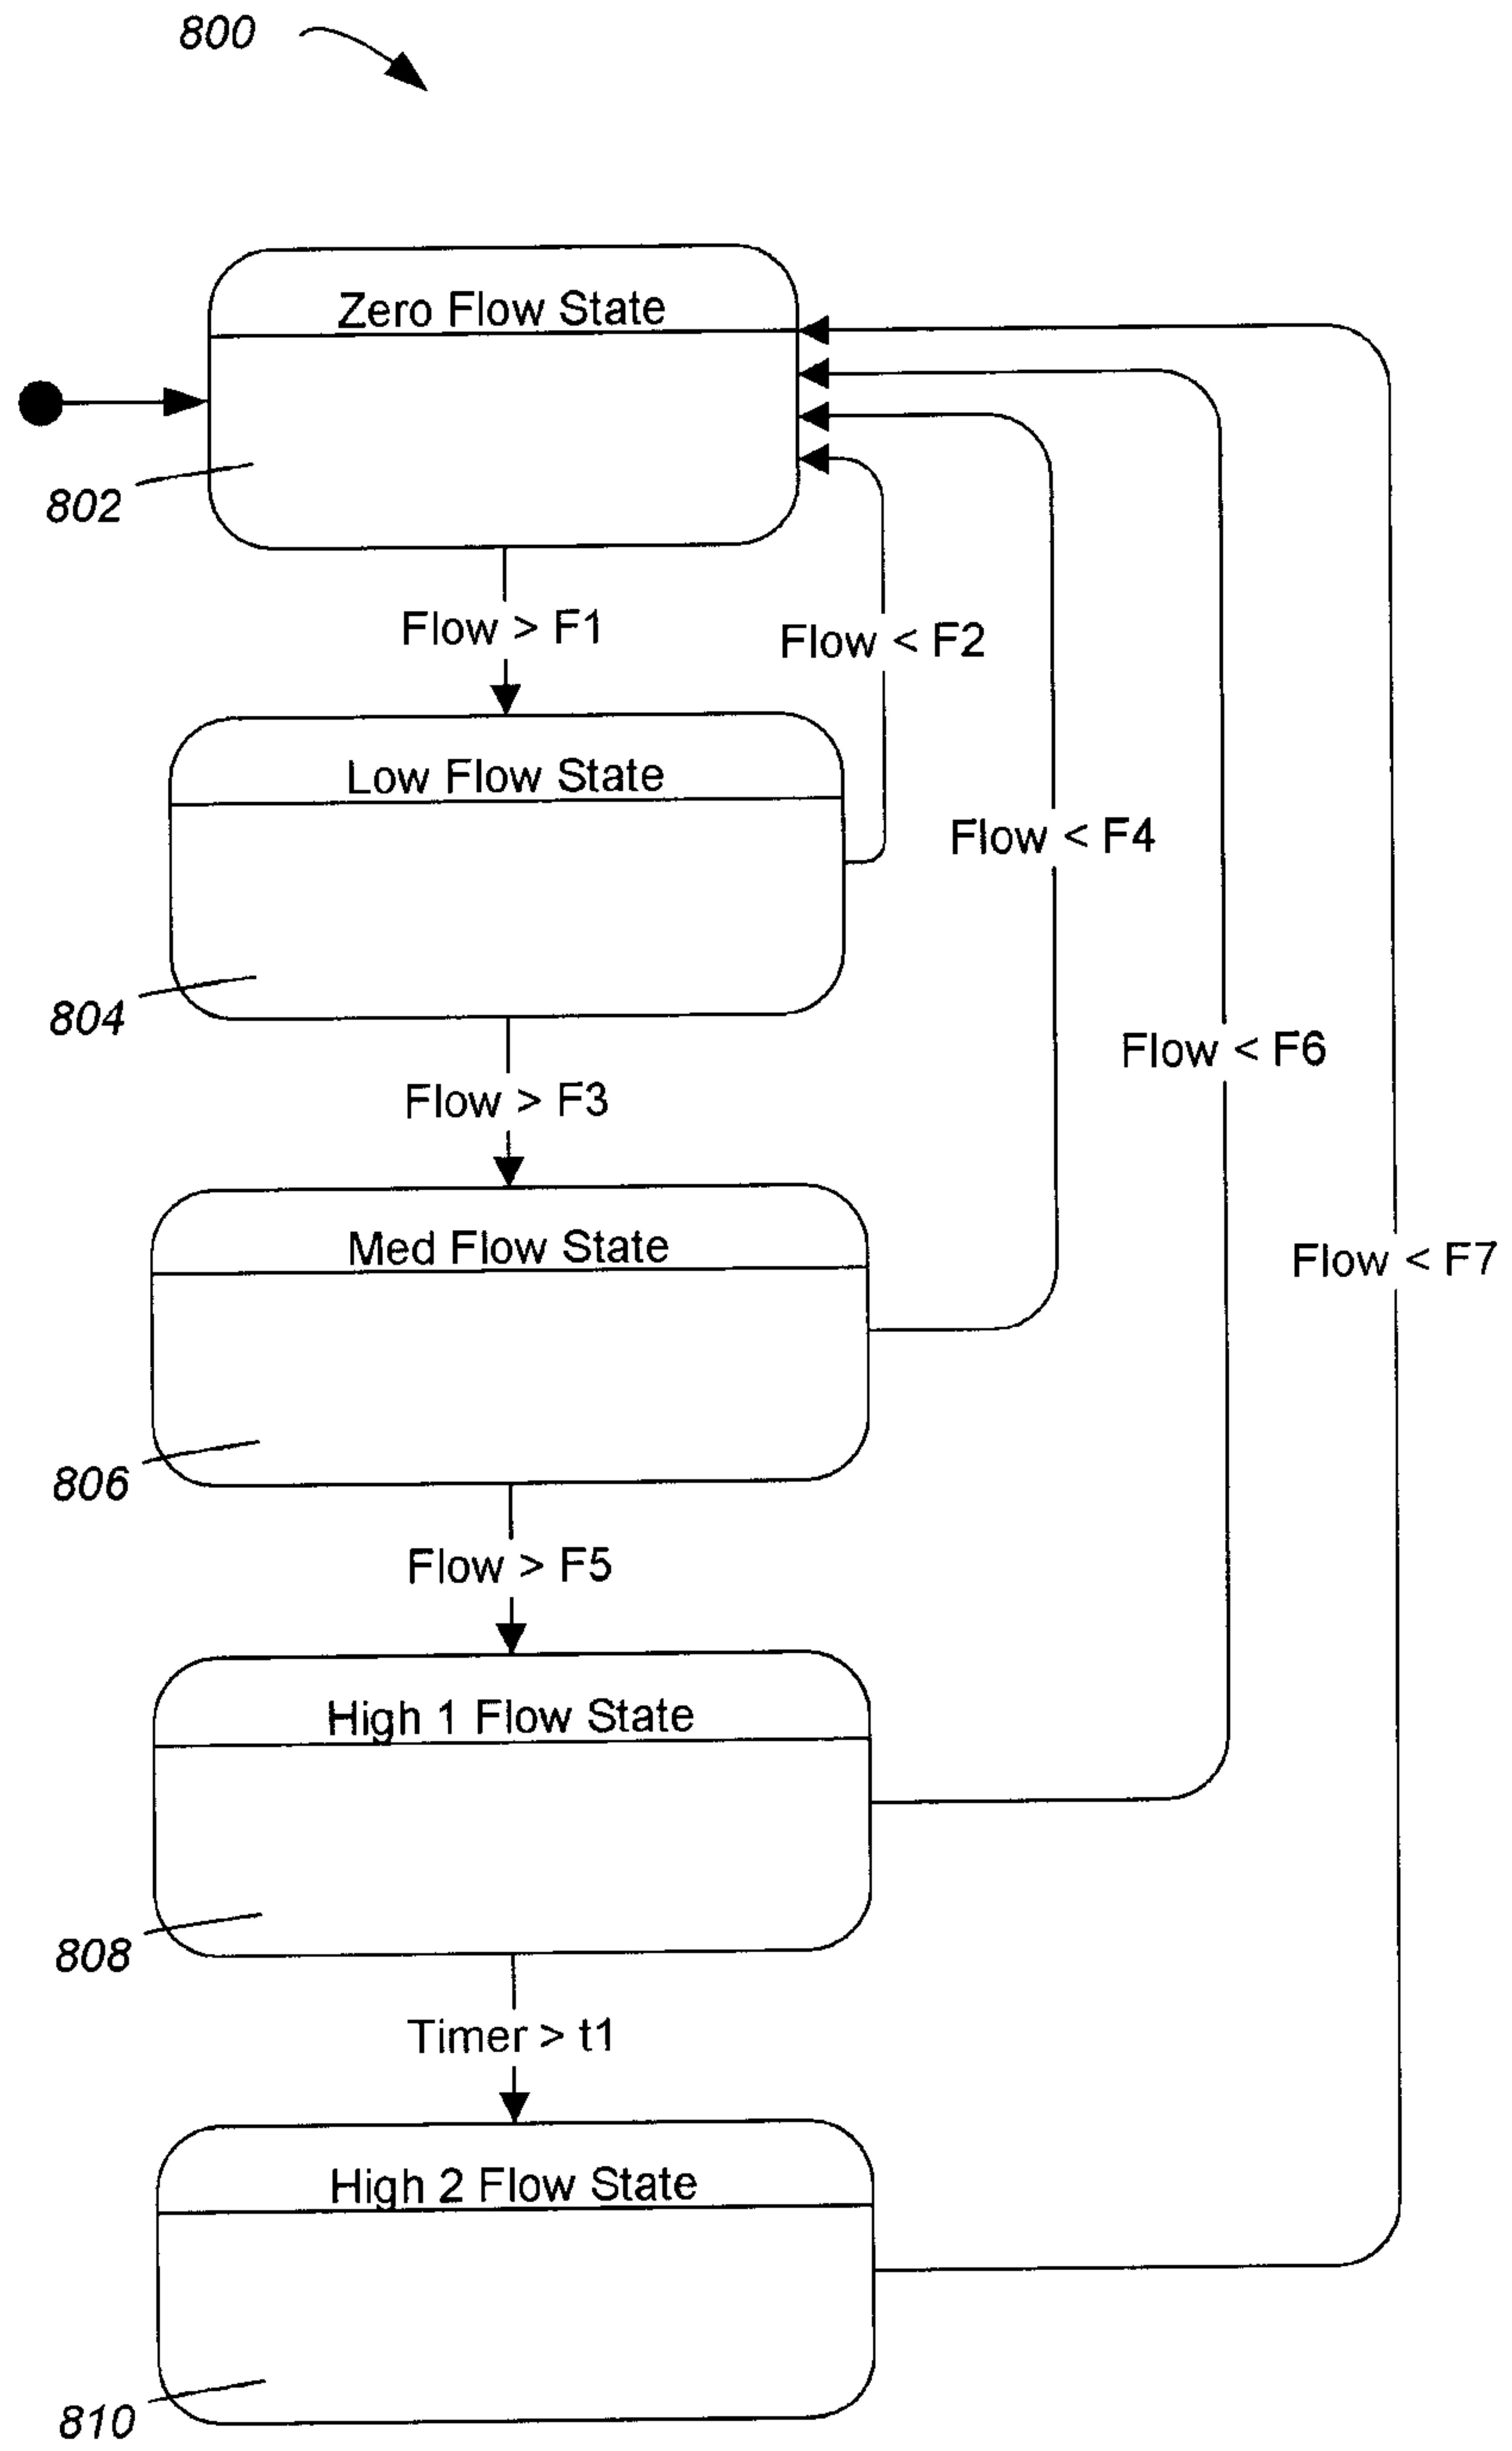 800
Zero Flow State
802
Flow > F1
Flow < F2
Low Flow State
Flow < F4
804
Flow < F6
Flow > F3
Med Flow State
Flow < F7
806
Flow > F5
High 1 Flow State
808
Timer > t1
High 2 Flow State
810